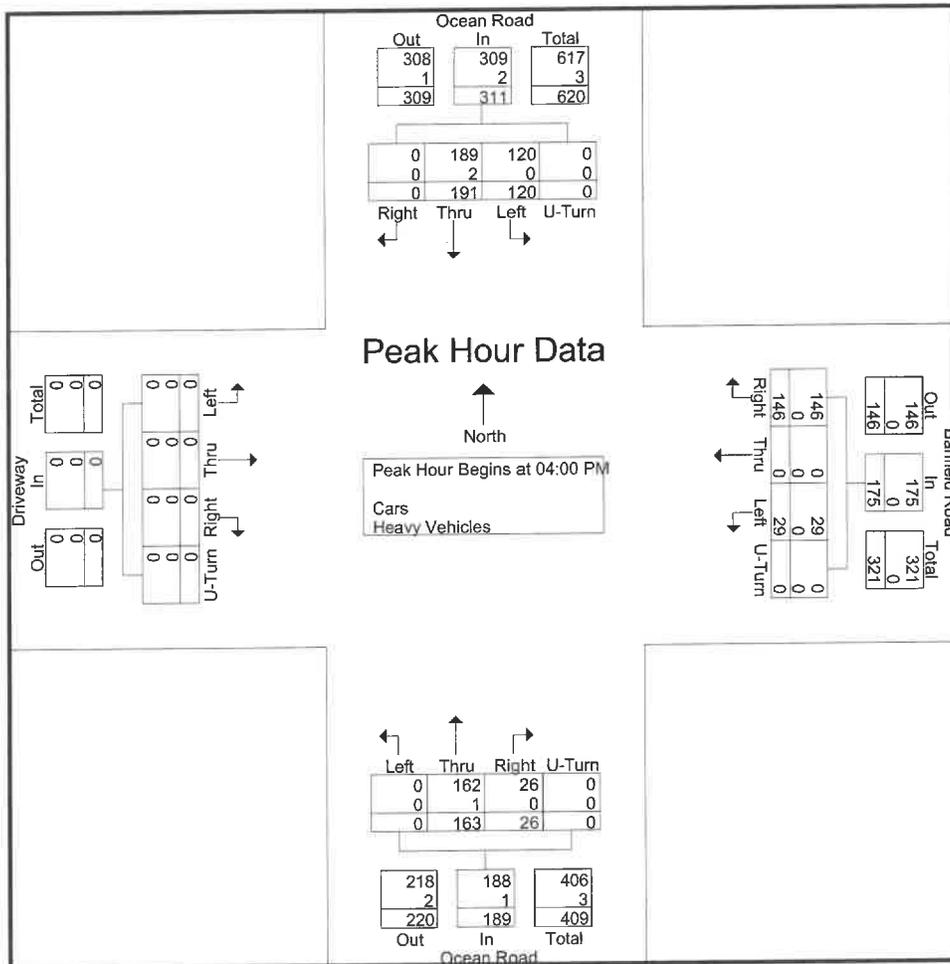 Ocean Road
Out In Total
308 309 617
1 2 3
309 311 620
0 189 120 0
0 2 0 0
0 191 120 0
Right Thru Left U-Turn
Peak Hour Data
North
Peak Hour Begins at 04:00 PM
Cars
Heavy Vehicles
Driveway
Out In Total
0 0 0
0 0 0
0 0 0
0 0 0 0
0 0 0 0
0 0 0 0
U-Turn Right Thru Left
Road
Out In Total
146 175 321
0 0 0
146 175 321
146 0 29 0
0 0 0 0
146 0 29 0
Right Thru Left U-Turn
Left Thru Right U-Turn
0 162 26 0
0 1 0 0
0 163 26 0
218 188 406
2 1 3
220 189 409
Out In Total
Ocean Road